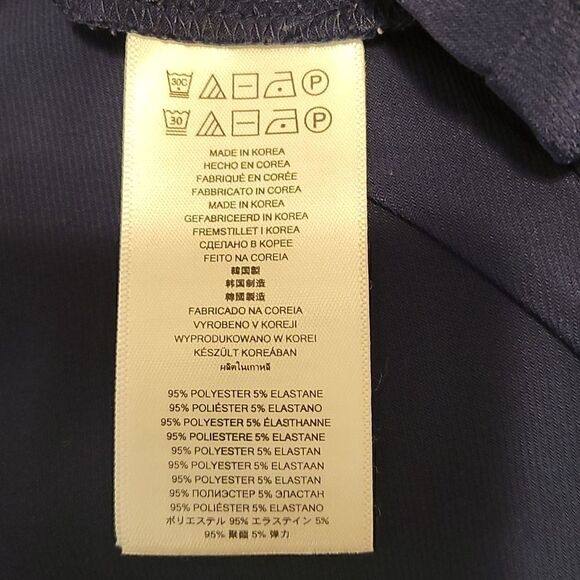 30C P
30 P
MADE IN KOREA
HECHO EN COREA
FABRIQUÉ EN CORÉE
FABBRICATO IN COREA
MADE IN KOREA
GEFABRICEERD IN KOREA
FREMSTILLET I KOREA
СДЕЛАНО В КОРЕЕ
FEITO NA COREIA
韓国製
韩国制造
韓國製造
FABRICADO NA COREIA
VYROBENO V KOREJI
WYPRODUKOWANO W KOREI
KÉSZÜLT KOREÁBAN
ผลิตในเกาหลี
95% POLYESTER 5% ELASTANE
95% POLIÉSTER 5% ELASTANO
95% POLYESTER 5% ÉLASTHANNE
95% POLIESTERE 5% ELASTANE
95% POLYESTER 5% ELASTAN
95% POLYESTER 5% ELASTAAN
95% POLYESTER 5% ELASTAN
95% ПОЛИЭСТЕР 5% ЭЛАСТАН
95% POLIÉSTER 5% ELASTANO
ポリエステル 95% エラステイン 5%
95% 聚酯 5% 弹力